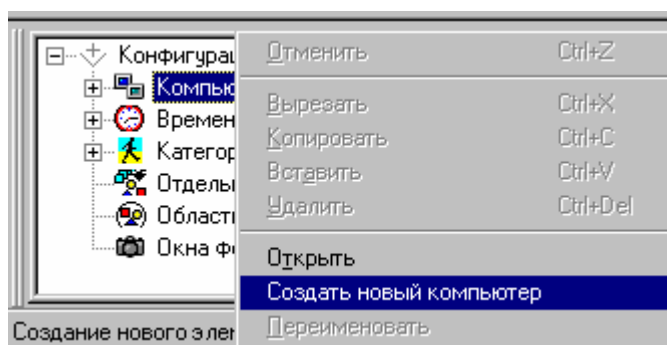 Конфигурац
Компью
Времен
Категор
Отделы
Област
Окна ф
Отменить Ctrl+Z
Вырезать Ctrl+X
Копировать Ctrl+C
Вставить Ctrl+V
Удалить Ctrl+Del
Открыть
Создать новый компьютер
Переименовать
Создание нового элем